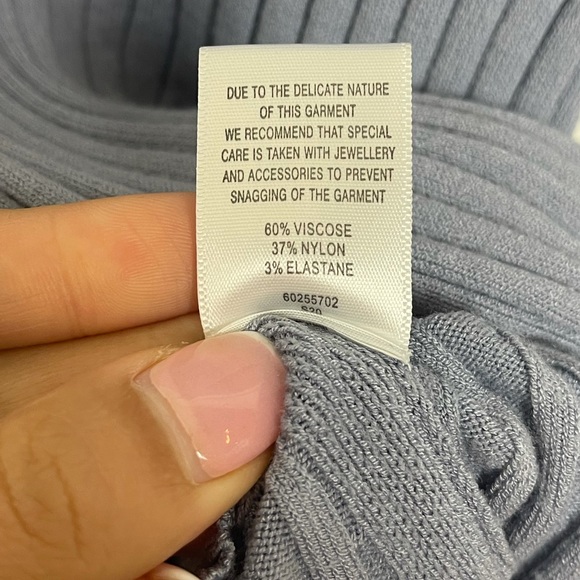 DUE TO THE DELICATE NATURE
OF THIS GARMENT
WE RECOMMEND THAT SPECIAL
CARE IS TAKEN WITH JEWELLERY
AND ACCESSORIES TO PREVENT
SNAGGING OF THE GARMENT
60% VISCOSE
37% NYLON
3% ELASTANE
60255702
S20